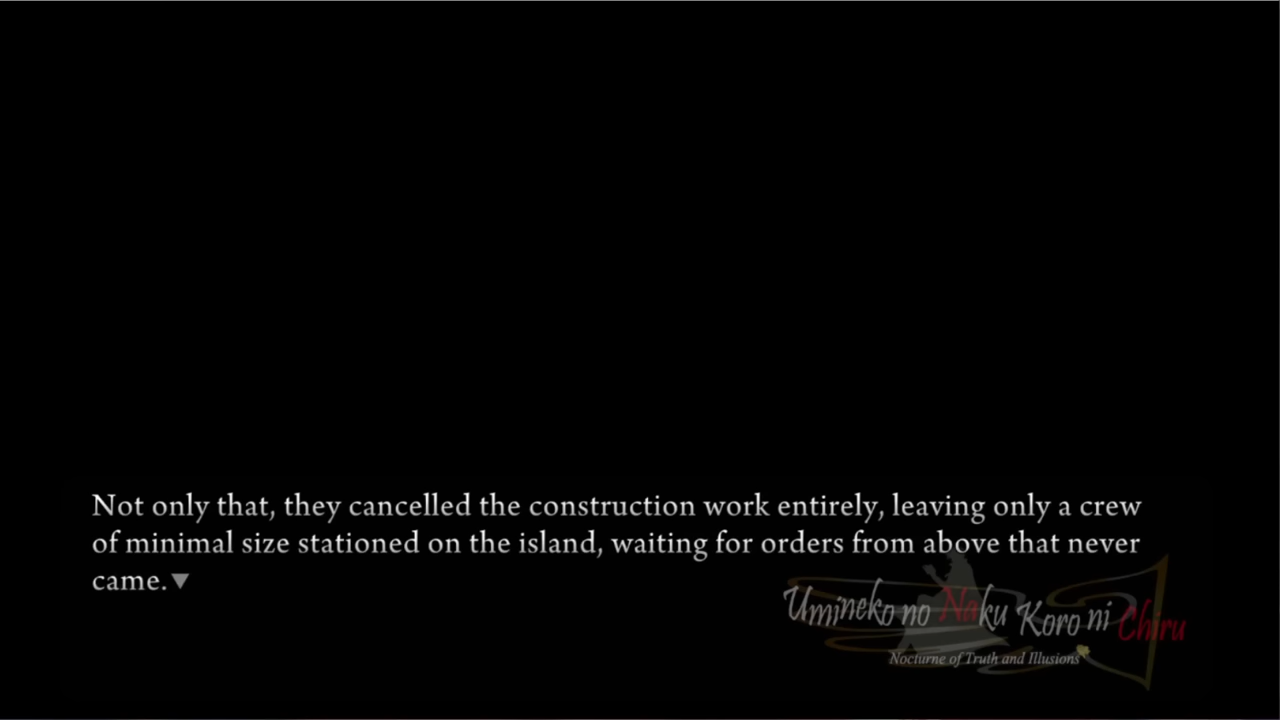 Not only that, they cancelled the construction work entirely, leaving only a crew
of minimal size stationed on the island, waiting for orders from above that never
came.▼
Umineko no Naku Koro ni Chiru
Nocturne of Truth and Illusions